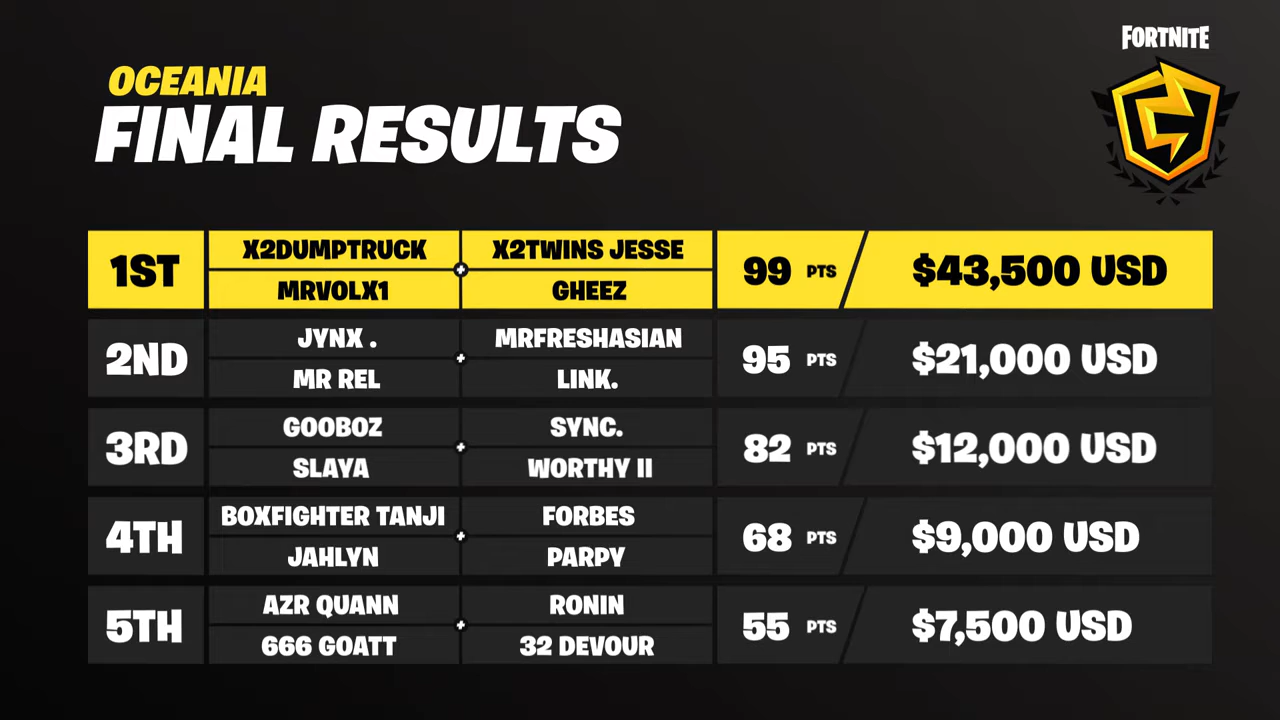 FORTNITE
OCEANIA
FINAL RESULTS
1ST X2DUMPTRUCK X2TWINS JESSE 99 PTS $43,500 USD
MRVOLX1 GHEEZ
2ND JYNX . MRFRESHASIAN 95 PTS $21,000 USD
MR REL LINK.
3RD GOOBOZ SYNC. 82 PTS $12,000 USD
SLAYA WORTHY II
4TH BOXFIGHTER TANJI FORBES 68 PTS $9,000 USD
JAHLYN PARPY
5TH AZR QUANN RONIN 55 PTS $7,500 USD
666 GOATT 32 DEVOUR